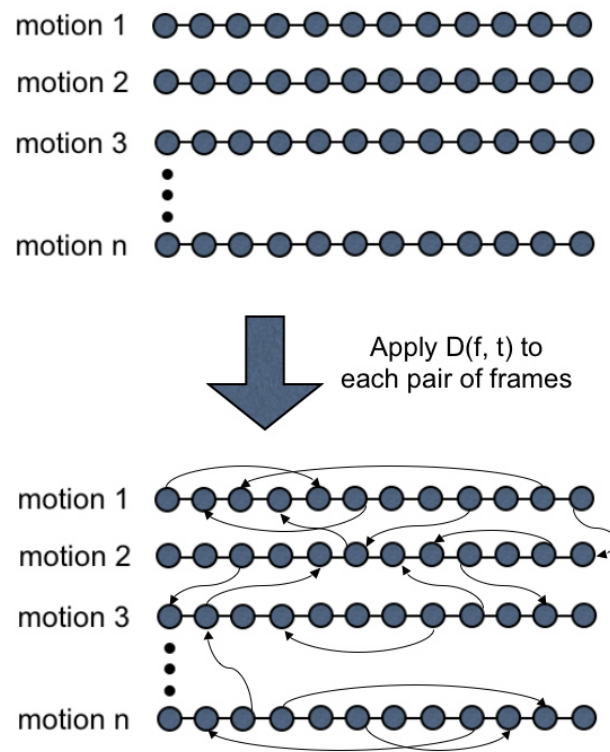 motion 1
motion 2
motion 3
motion n
Apply D(f, t) to
each pair of frames
motion 1
motion 2
motion 3
motion n